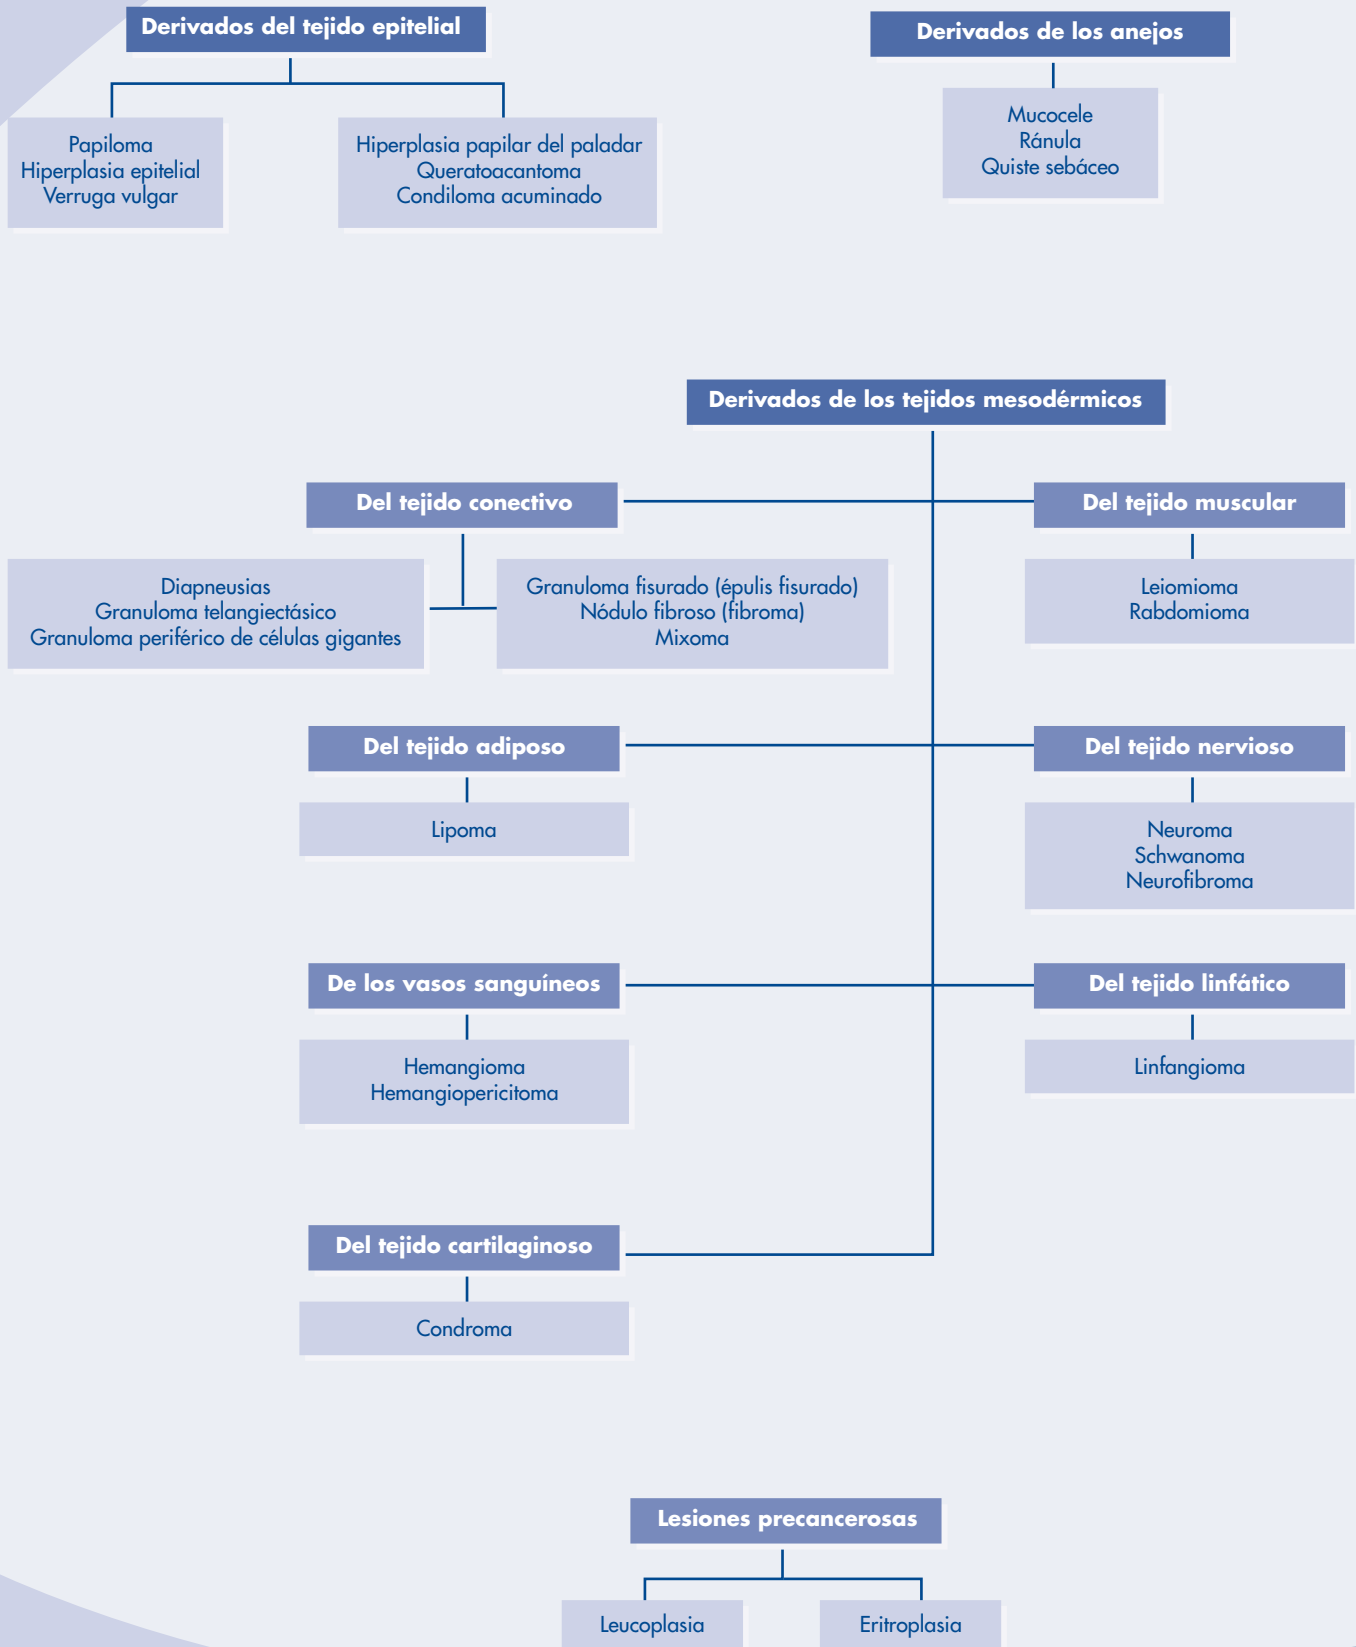 Derivados del tejido epitelial
Papiloma
Hiperplasia epitelial
Verruga vulgar
Hiperplasia papilar del paladar
Queratoacantoma
Condiloma acuminado
Derivados de los anejos
Mucocele
Ránula
Quiste sebáceo
Derivados de los tejidos mesodérmicos
Del tejido conectivo
Diapneusias
Granuloma telangiectásico
Granuloma periférico de células gigantes
Granuloma fisurado (épulis fisurado)
Nódulo fibroso (fibroma)
Mixoma
Del tejido muscular
Leiomioma
Rabdomioma
Del tejido adiposo
Lipoma
Del tejido nervioso
Neuroma
Schwanoma
Neurofibroma
De los vasos sanguíneos
Hemangioma
Hemangiopericitoma
Del tejido linfático
Linfangioma
Del tejido cartilaginoso
Condroma
Lesiones precancerosas
Leucoplasia
Eritroplasia